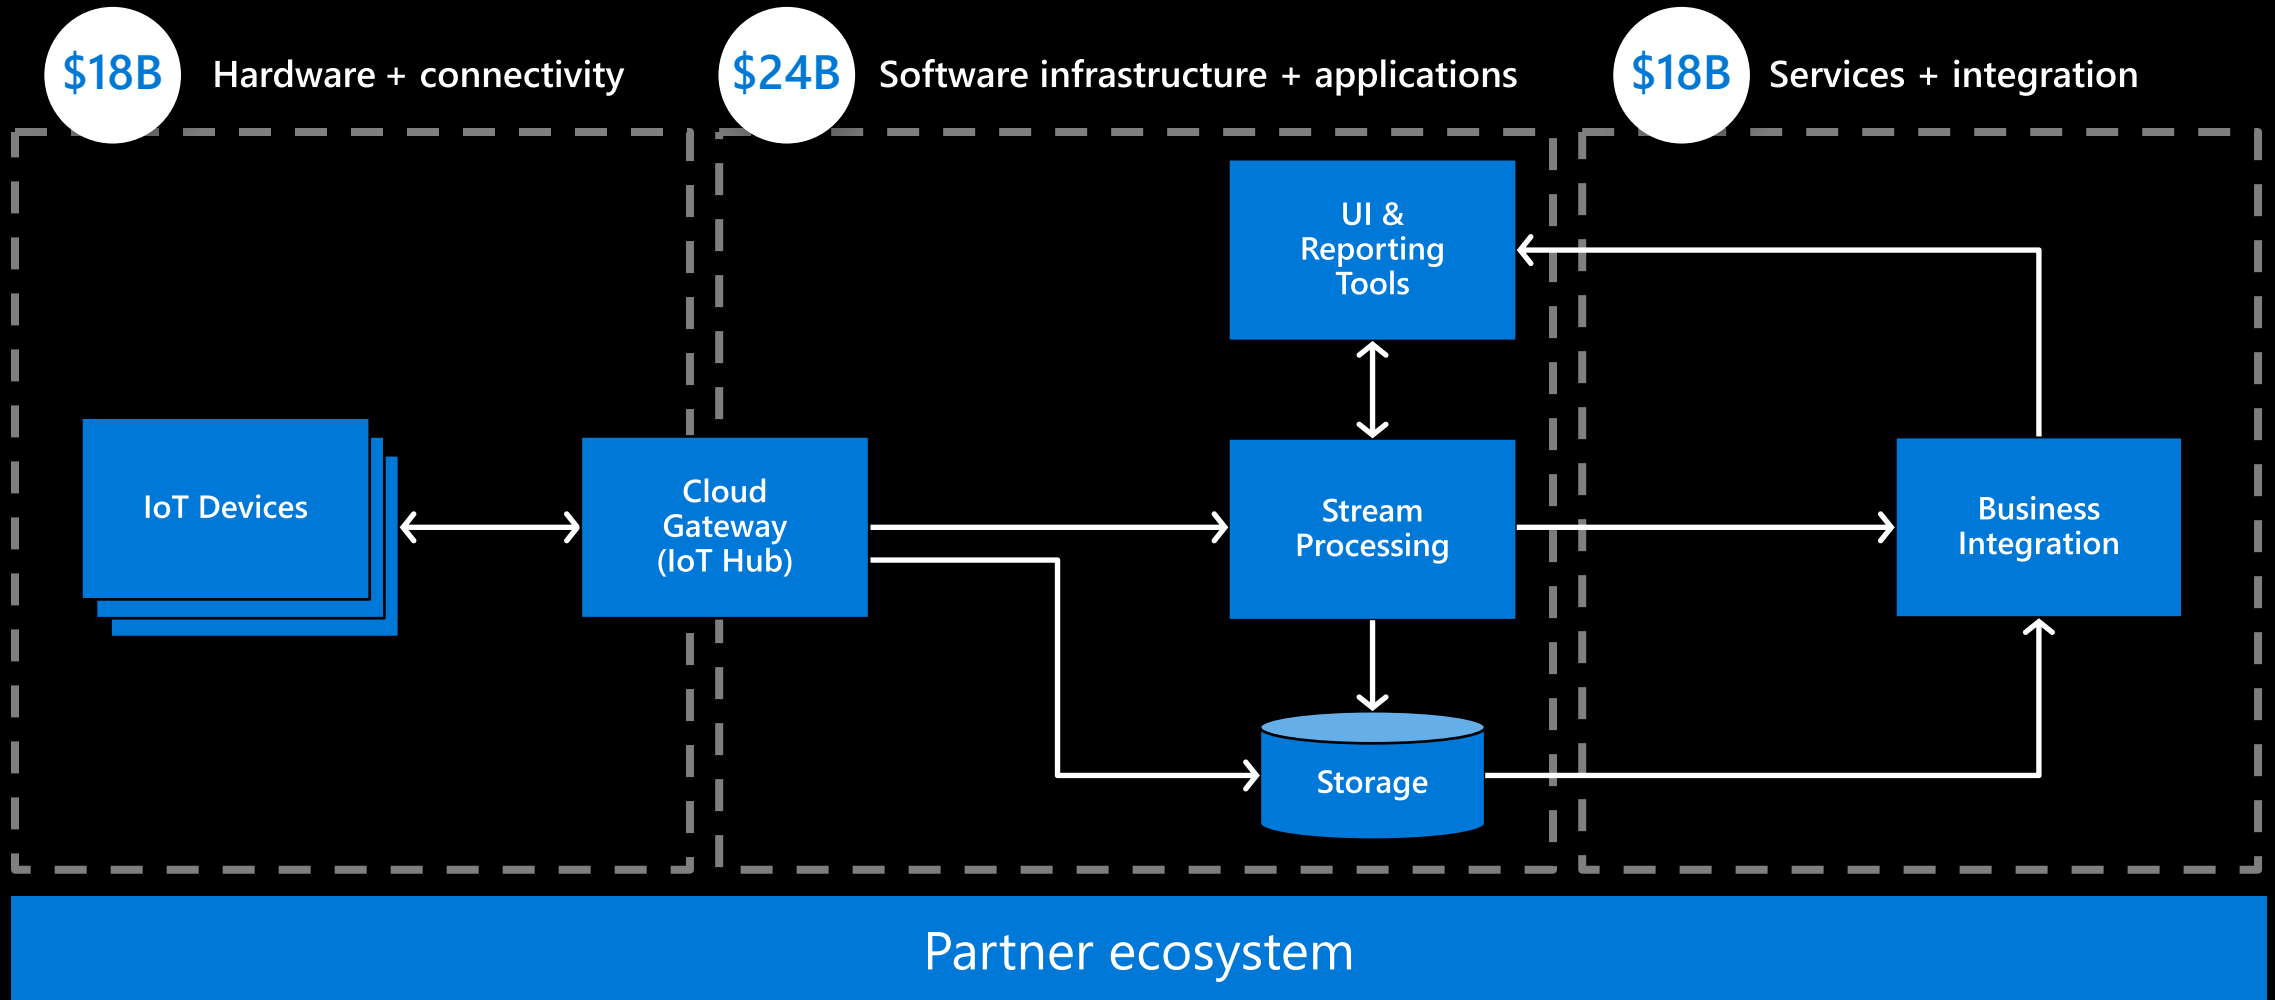 $18B
Hardware + connectivity
$24B
Software infrastructure + applications
$18B
Services + integration
UI &
Reporting
Tools
IoT Devices
Cloud
Gateway
(IoT Hub)
Stream
Processing
Business
Integration
Storage
Partner ecosystem